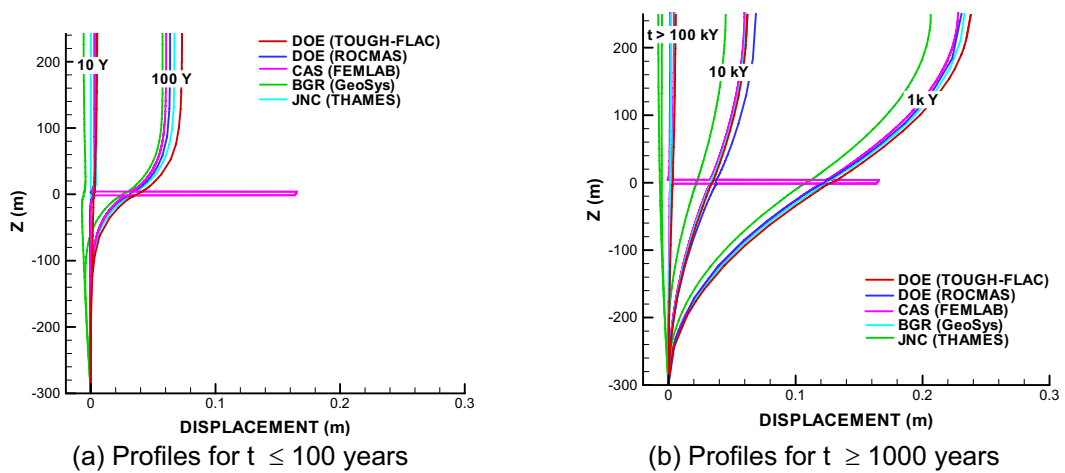 200
100
0
-100
-200
-300
Z (m)
10 Y
100 Y
DOE (TOUGH-FLAC)
DOE (ROCMAS)
CAS (FEMLAB)
BGR (GeoSys)
JNC (THAMES)
0
0.1
0.2
0.3
DISPLACEMENT (m)
(a) Profiles for t ≤ 100 years
200
100
0
-100
-200
-300
Z (m)
t > 100 kY
10 kY
1k Y
DOE (TOUGH-FLAC)
DOE (ROCMAS)
CAS (FEMLAB)
BGR (GeoSys)
JNC (THAMES)
0
0.1
0.2
0.3
DISPLACEMENT (m)
(b) Profiles for t ≥ 1000 years